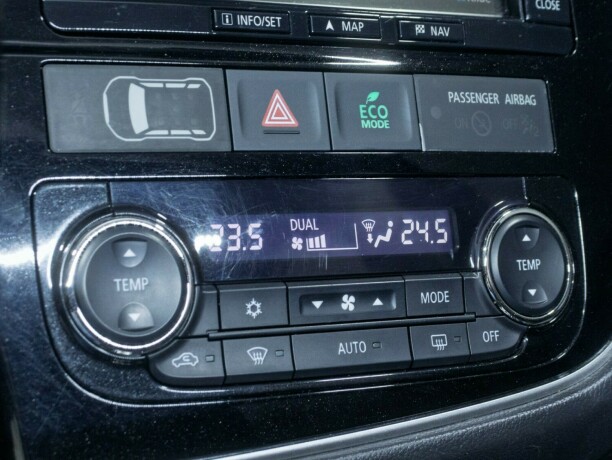 i INFO/SET
MAP
NAV
CLOSE
ECO
MODE
PASSENGER AIRBAG
23.5
DUAL
24.5
TEMP
TEMP
MODE
AUTO
OFF